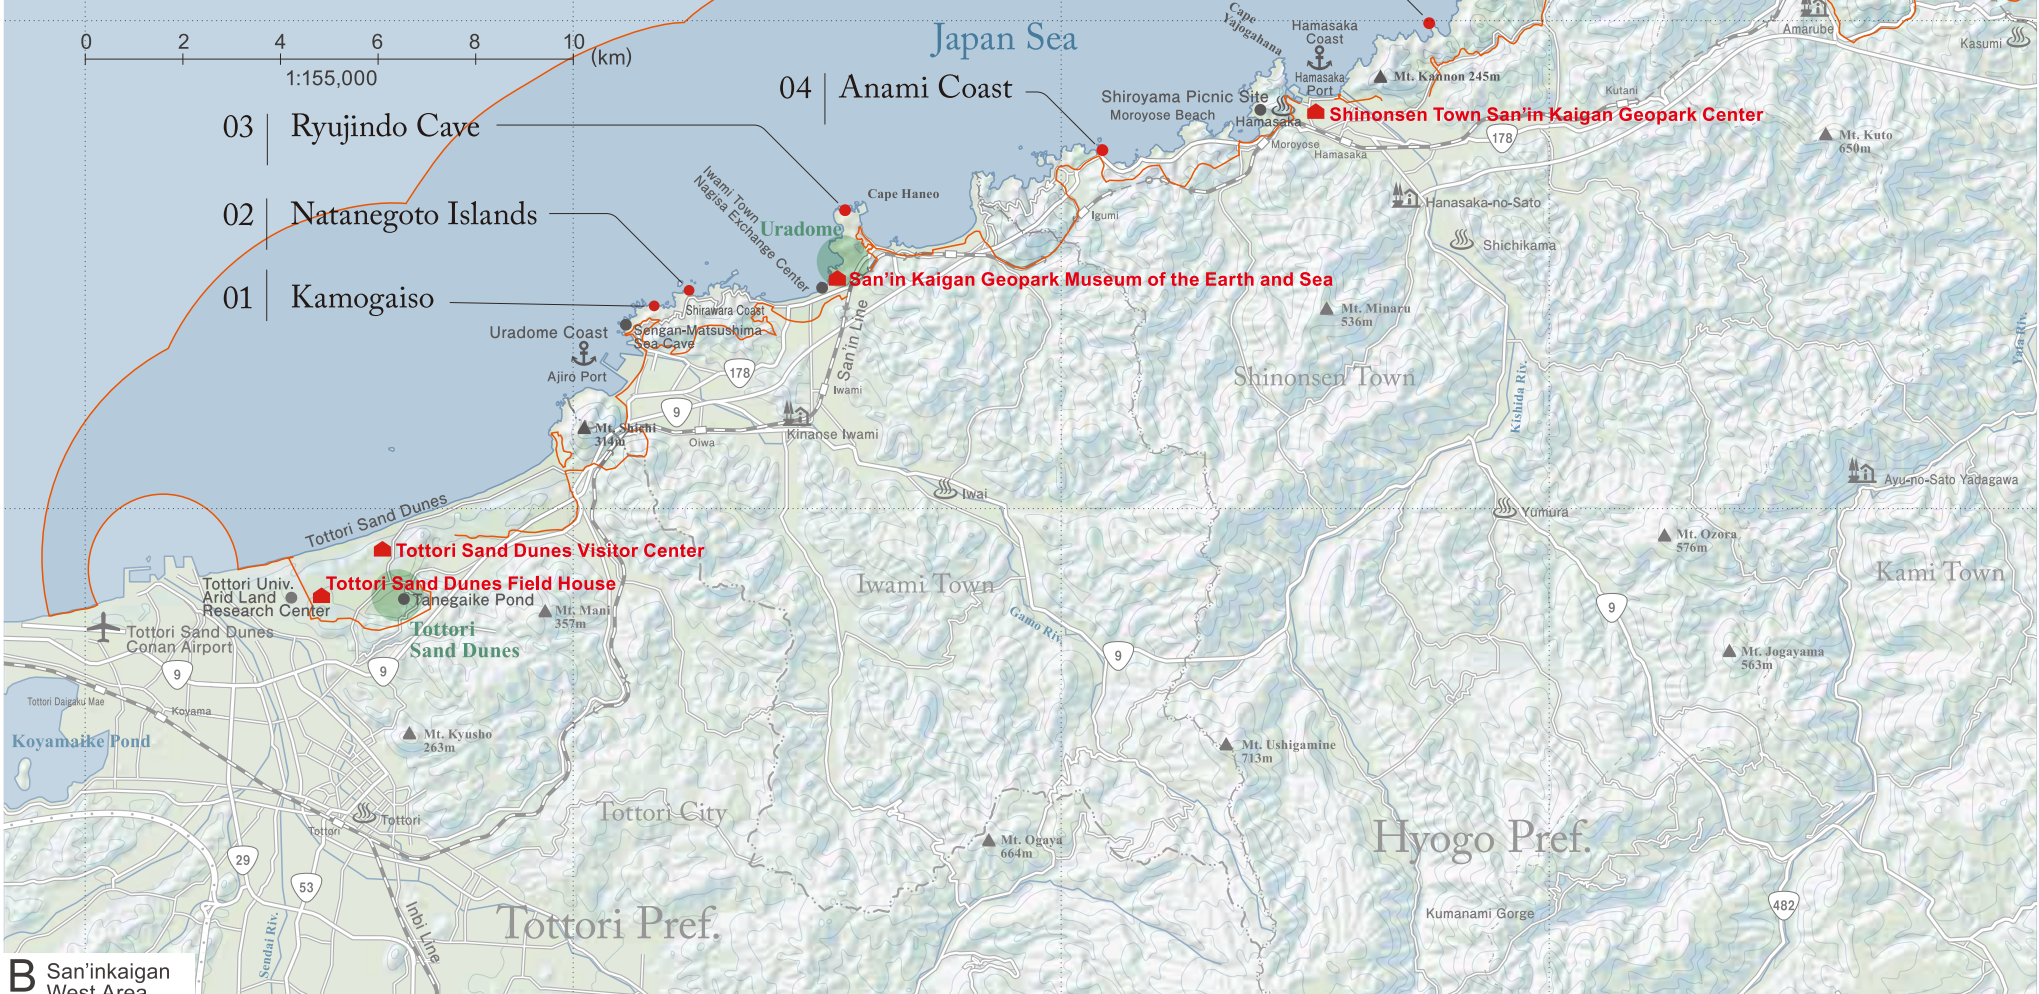 0 2 4 6 8 10 (km)
1:155,000
Japan Sea
04 Anami Coast
03 Ryujindo Cave
02 Natanegoto Islands
01 Kamogaiso
Cape
Yajogahana
Hamasaka
Coast
Hamasaka
Port
Mt. Kannon 245m
Amarube
Kasumi
Kutani
Shiroyama Picnic Site
Moroyose Beach
Hamasaka
Shinonsen Town San'in Kaigan Geopark Center
Moroyose
Hamasaka
178
Mt. Kuto
650m
Iwami Town
Nagisa Exchange Center
Cape Haneo
Uradome
Igumi
Hanasaka-no-Sato
Shichikama
San'in Kaigan Geopark Museum of the Earth and Sea
Shirawara Coast
Uradome Coast
Sengan-Matsushima
Sea Cave
Ajiro Port
San'in Line
178
Iwami
9
Mt. Minaru
536m
Shinonsen Town
Kishida Riv.
Yata Riv.
Mt. Shichi
314m
Oiwa
Kinanse Iwami
Iwai
Yumura
Ayu-no-Sato Yadagawa
Mt. Ozora
576m
Kami Town
Tottori Sand Dunes
Tottori Sand Dunes Visitor Center
Tottori Univ.
Arid Land
Research Center
Tottori Sand Dunes Field House
Tanegaike Pond
Mt. Mani
357m
Tottori
Sand Dunes
Iwami Town
Gamo Riv.
9
9
Mt. Jogayama
563m
Tottori Sand Dunes
Conan Airport
9
9
Tottori Daigaku Mae
Koyama
Koyamaike Pond
Mt. Kyusho
263m
Mt. Ushigamine
713m
Tottori City
Tottori
Tottori
Mt. Ogaya
664m
Hyogo Pref.
29
53
Inbi Line
Sendai Riv.
Tottori Pref.
Kumanami Gorge
482
B San'inkaigan
West Area